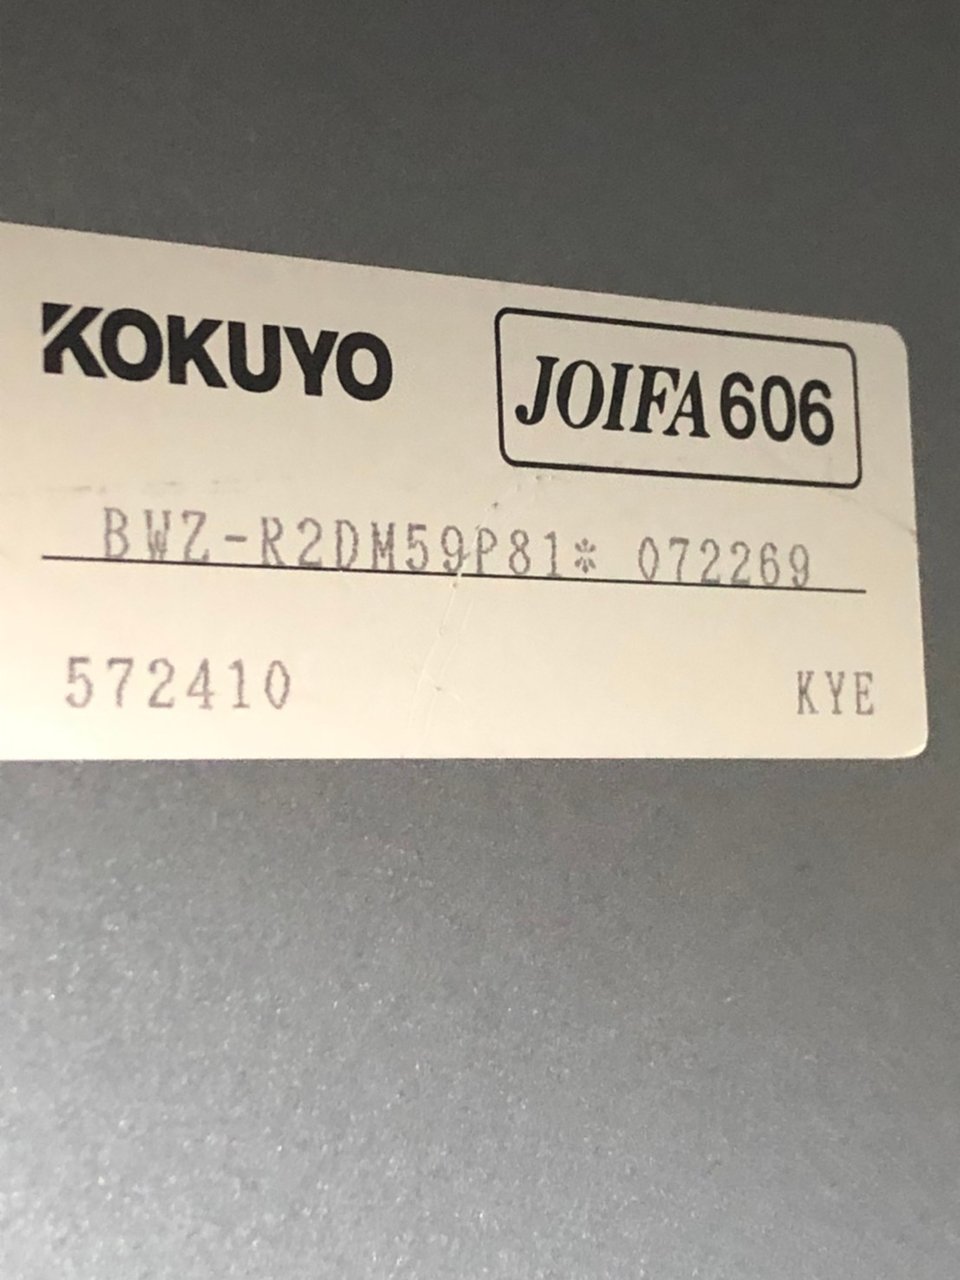 KOKUYO JOIFA606
BWZ-R2DM59P81* 072269
572410 KYE